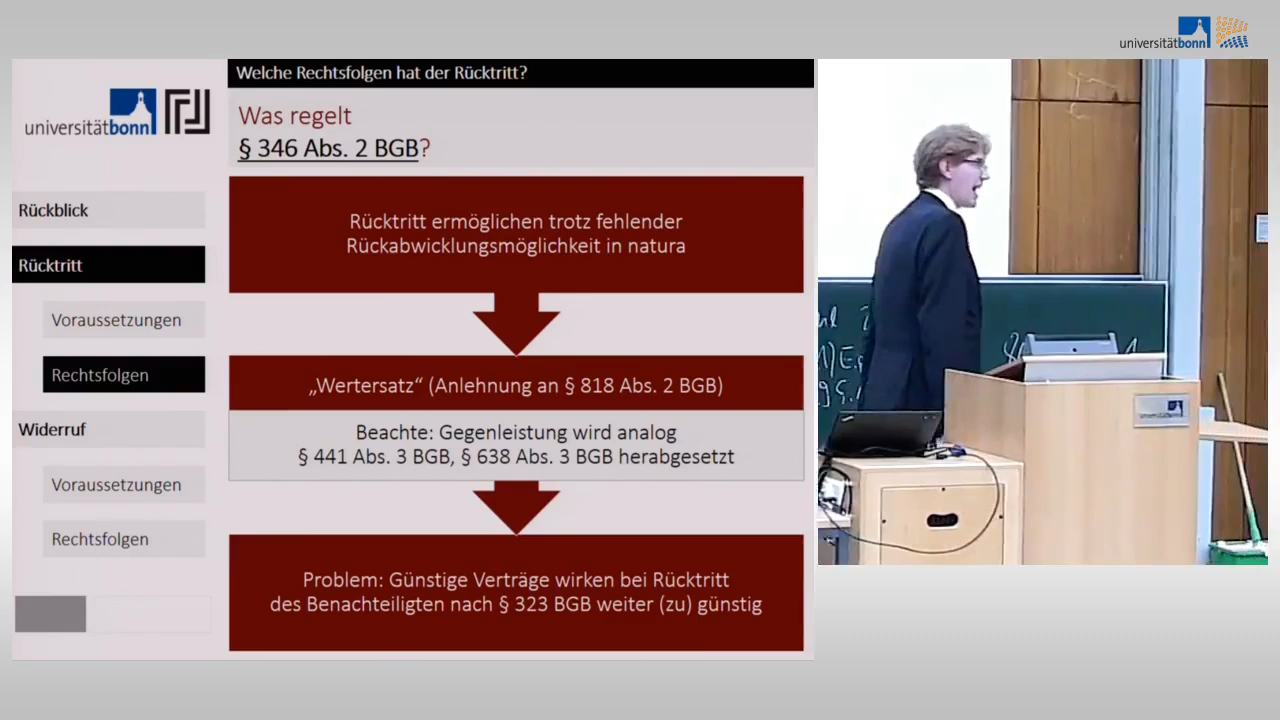 universitätbonn
Welche Rechtsfolgen hat der Rücktritt?
universitätbonn
Was regelt
§ 346 Abs. 2 BGB?
Rückblick
Rücktritt
Voraussetzungen
Rechtsfolgen
Widerruf
Voraussetzungen
Rechtsfolgen
Rücktritt ermöglichen trotz fehlender
Rückabwicklungsmöglichkeit in natura
„Wertersatz“ (Anlehnung an § 818 Abs. 2 BGB)
Beachte: Gegenleistung wird analog
§ 441 Abs. 3 BGB, § 638 Abs. 3 BGB herabgesetzt
Problem: Günstige Verträge wirken bei Rücktritt
des Benachteiligten nach § 323 BGB weiter (zu) günstig
universitätbonn